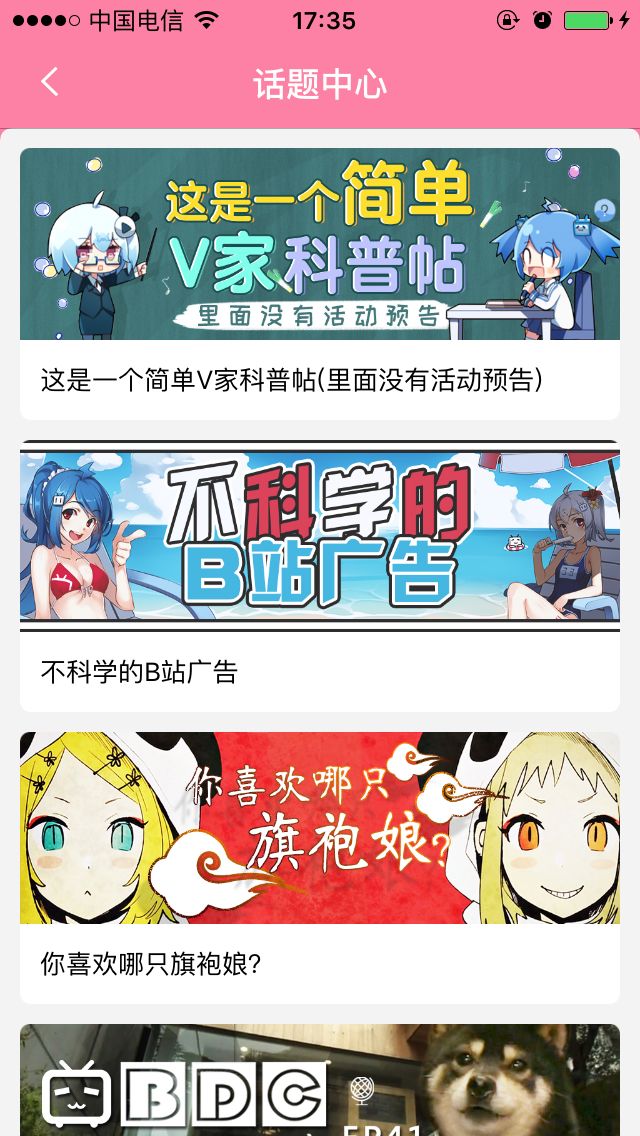 中国电信
17:35
话题中心
这是一个简单
V家科普帖
里面没有活动预告
这是一个简单V家科普帖(里面没有活动预告)
不科学的
B站广告
不科学的B站广告
你喜欢哪只
旗袍娘?
你喜欢哪只旗袍娘?
BDC
EP41